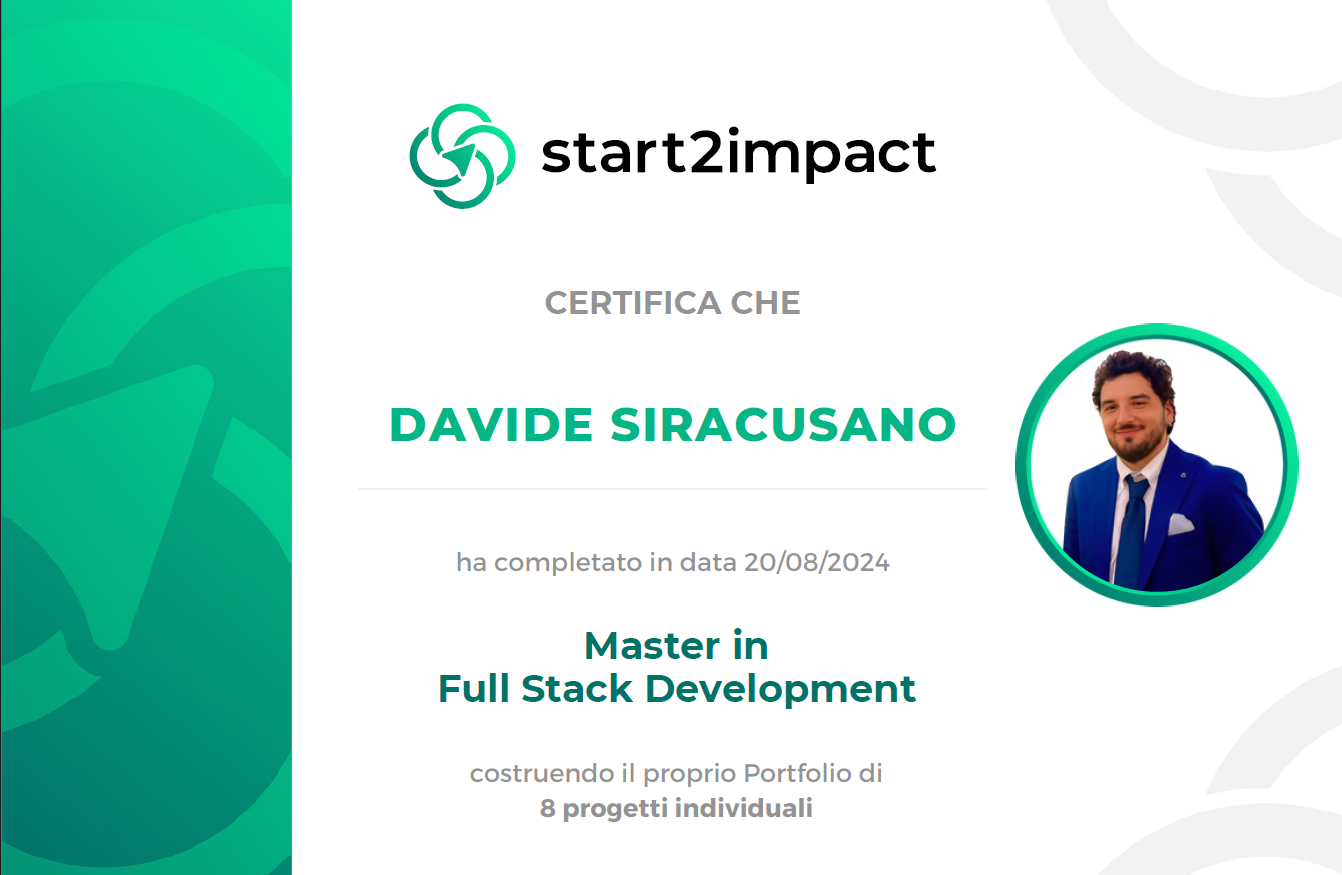 start2impact
CERTIFICA CHE
DAVIDE SIRACUSANO
ha completato in data 20/08/2024
Master in
Full Stack Development
costruendo il proprio Portfolio di
8 progetti individuali